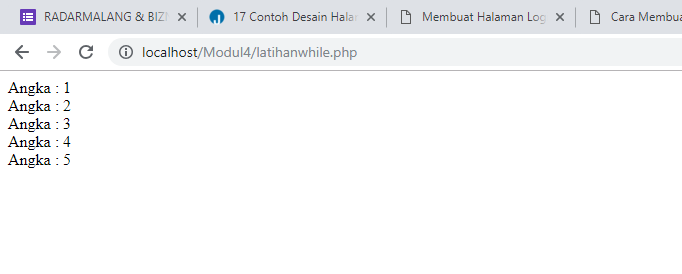 RADARMALANG & BIZ
17 Contoh Desain Hala
Membuat Halaman Log
Cara Membua
localhost/Modul4/latihanwhile.php
Angka : 1
Angka : 2
Angka : 3
Angka : 4
Angka : 5